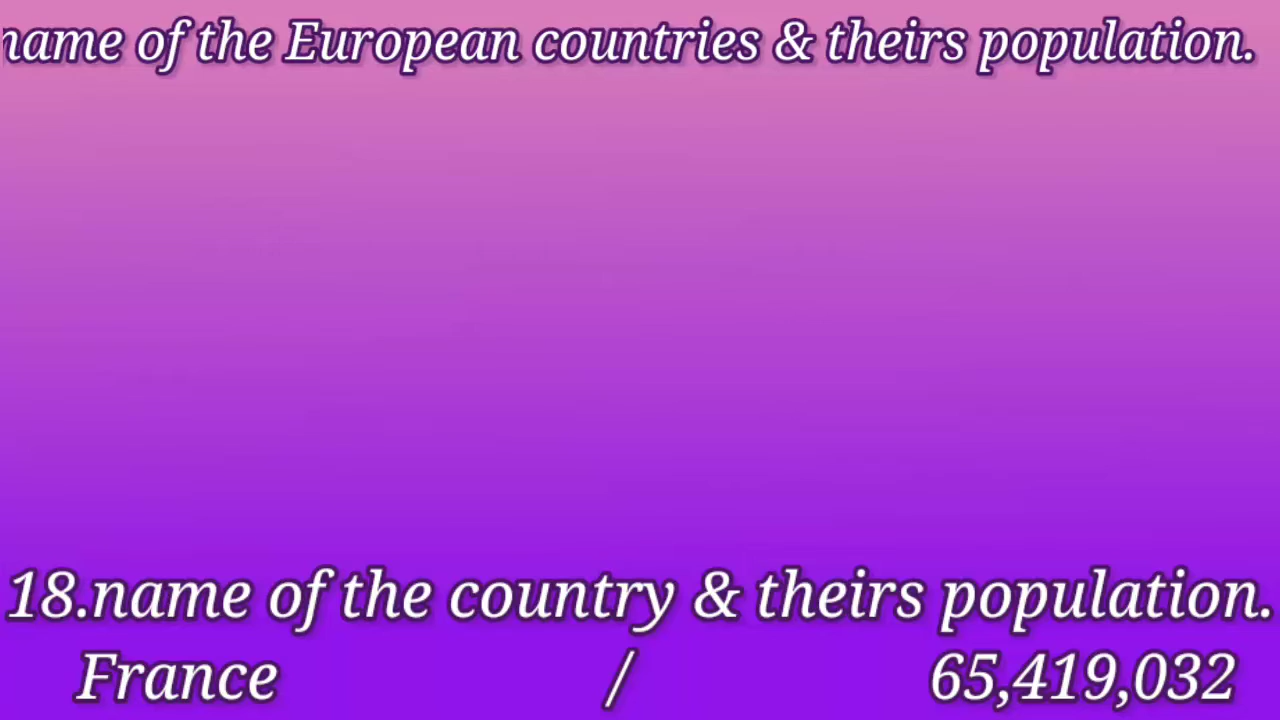 name of the European countries & theirs population.
18.name of the country & theirs population.
France / 65,419,032